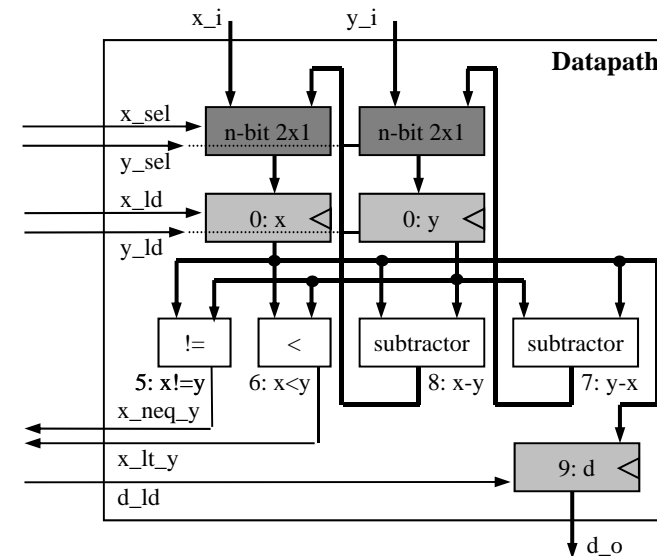 x_i
y_i
Datapath
x_sel
n-bit 2x1
n-bit 2x1
y_sel
x_ld
0: x
0: y
y_ld
!=
<
subtractor
subtractor
5: x!=y
6: x<y
8: x-y
7: y-x
x_neq_y
x_lt_y
9: d
d_ld
d_o